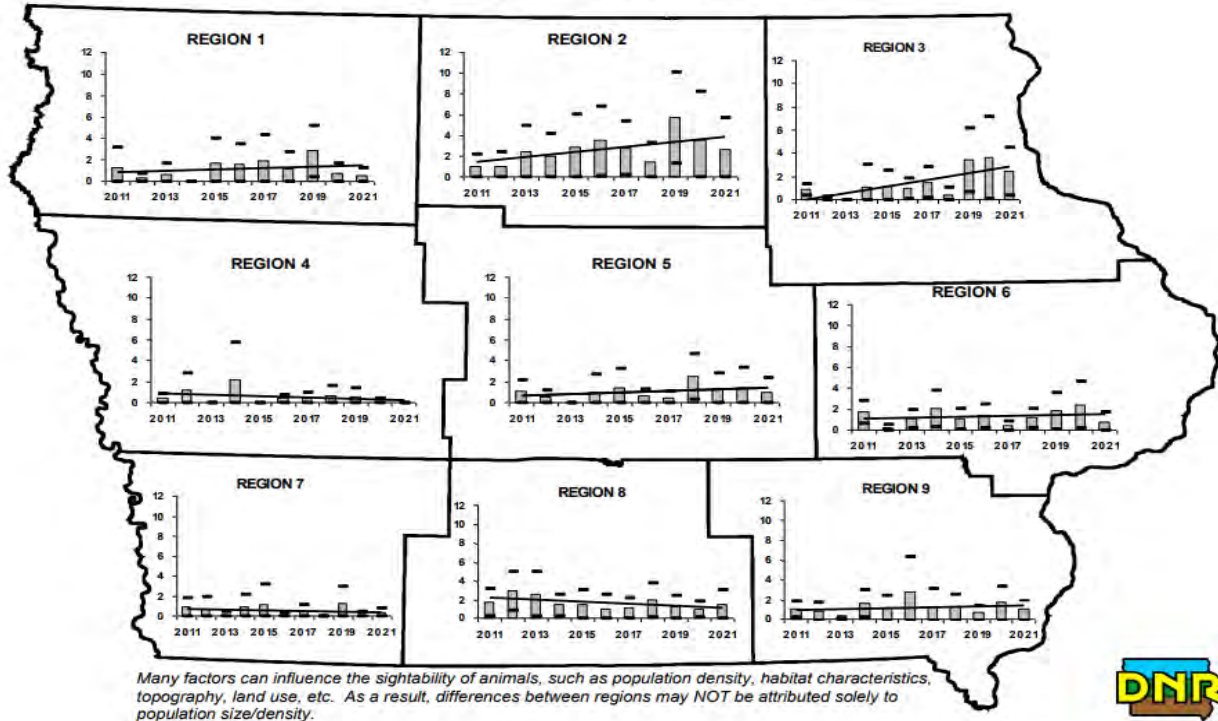 REGION 1
12
10
8
6
4
2
0
2011 2013 2015 2017 2019 2021
REGION 2
12
10
8
6
4
2
0
2011 2013 2015 2017 2019 2021
REGION 3
12
10
8
6
4
2
0
2011 2013 2015 2017 2019 2021
REGION 4
12
10
8
6
4
2
0
2011 2013 2015 2017 2019 2021
REGION 5
12
10
8
6
4
2
0
2011 2013 2015 2017 2019 2021
REGION 6
12
10
8
6
4
2
0
2011 2013 2015 2017 2019 2021
REGION 7
12
10
8
6
4
2
0
2011 2013 2015 2017 2019 2021
REGION 8
12
10
8
6
4
2
0
2011 2013 2015 2017 2019 2021
REGION 9
12
10
8
6
4
2
0
2011 2013 2015 2017 2019 2021
Many factors can influence the sightability of animals, such as population density, habitat characteristics,
topography, land use, etc. As a result, differences between regions may NOT be attributed solely to
population size/density.
DNR